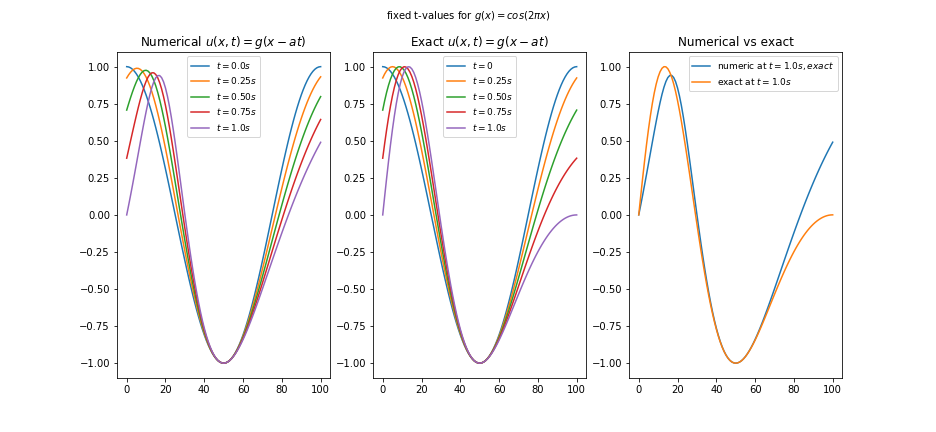 fixed t-values for g(x) = cos(2πx)
Numerical u(x, t) = g(x − at)
1.00
0.75
0.50
0.25
0.00
−0.25
−0.50
−0.75
−1.00
0 20 40 60 80 100
t = 0.0s
t = 0.25s
t = 0.50s
t = 0.75s
t = 1.0s
Exact u(x, t) = g(x − at)
1.00
0.75
0.50
0.25
0.00
−0.25
−0.50
−0.75
−1.00
0 20 40 60 80 100
t = 0
t = 0.25s
t = 0.50s
t = 0.75s
t = 1.0s
Numerical vs exact
1.00
0.75
0.50
0.25
0.00
−0.25
−0.50
−0.75
−1.00
0 20 40 60 80 100
numeric at t = 1.0s, exact
exact at t = 1.0s